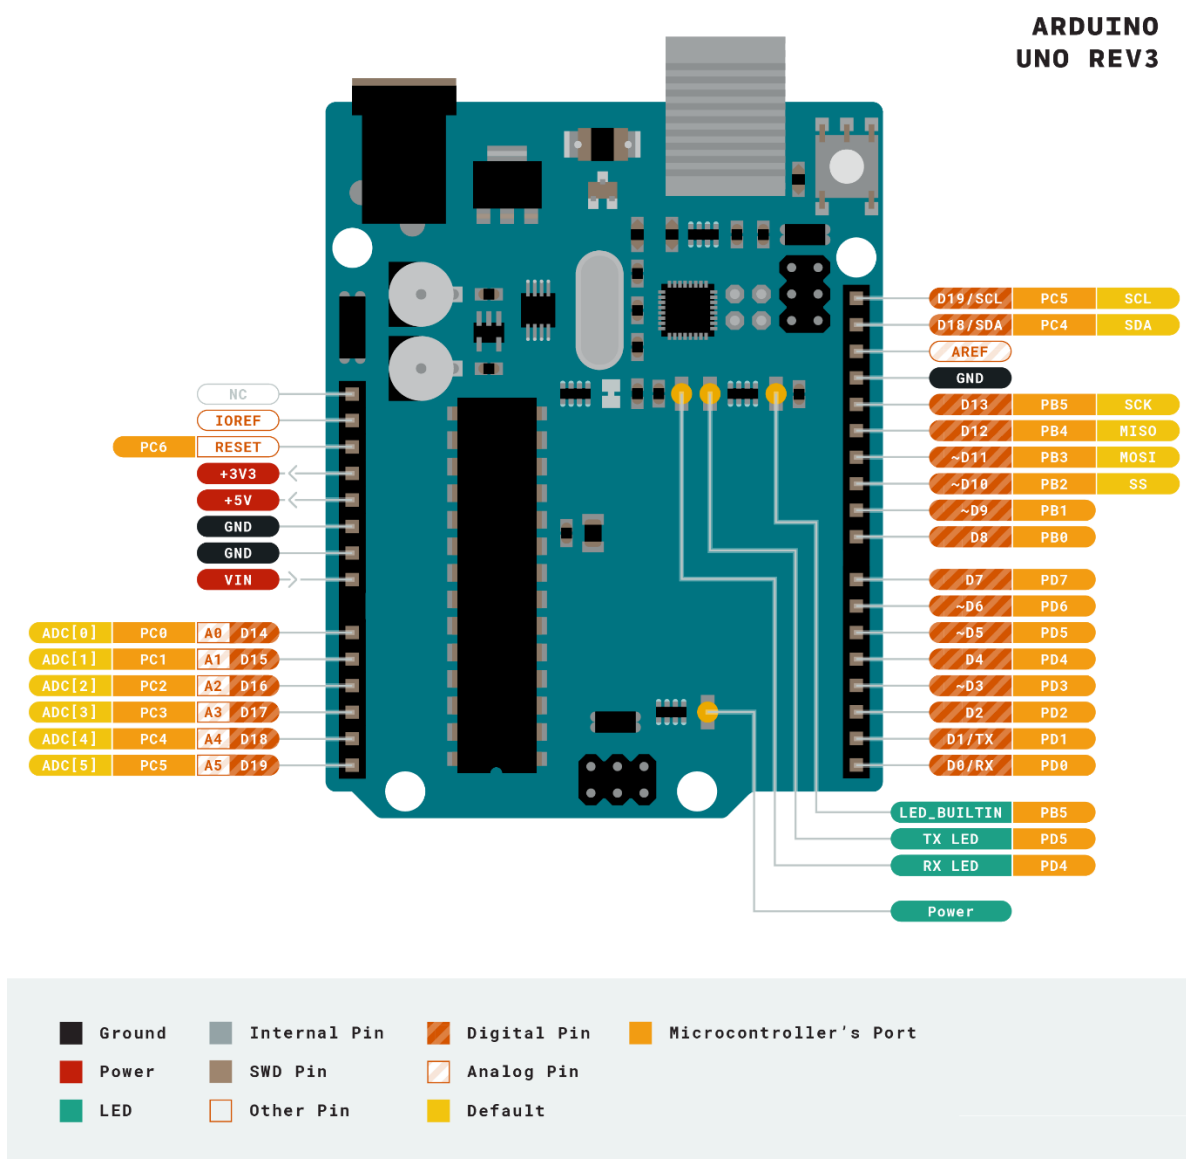 ARDUINO
UNO REV3
NC
IOREF
PC6 RESET
+3V3
+5V
GND
GND
VIN
ADC[0] PC0 A0 D14
ADC[1] PC1 A1 D15
ADC[2] PC2 A2 D16
ADC[3] PC3 A3 D17
ADC[4] PC4 A4 D18
ADC[5] PC5 A5 D19
D19/SCL PC5 SCL
D18/SDA PC4 SDA
AREF
GND
D13 PB5 SCK
D12 PB4 MISO
~D11 PB3 MOSI
~D10 PB2 SS
~D9 PB1
D8 PB0
D7 PD7
~D6 PD6
~D5 PD5
D4 PD4
~D3 PD3
D2 PD2
D1/TX PD1
D0/RX PD0
LED_BUILTIN PB5
TX LED PD5
RX LED PD4
Power
Ground Internal Pin Digital Pin Microcontroller's Port
Power SWD Pin Analog Pin
LED Other Pin Default